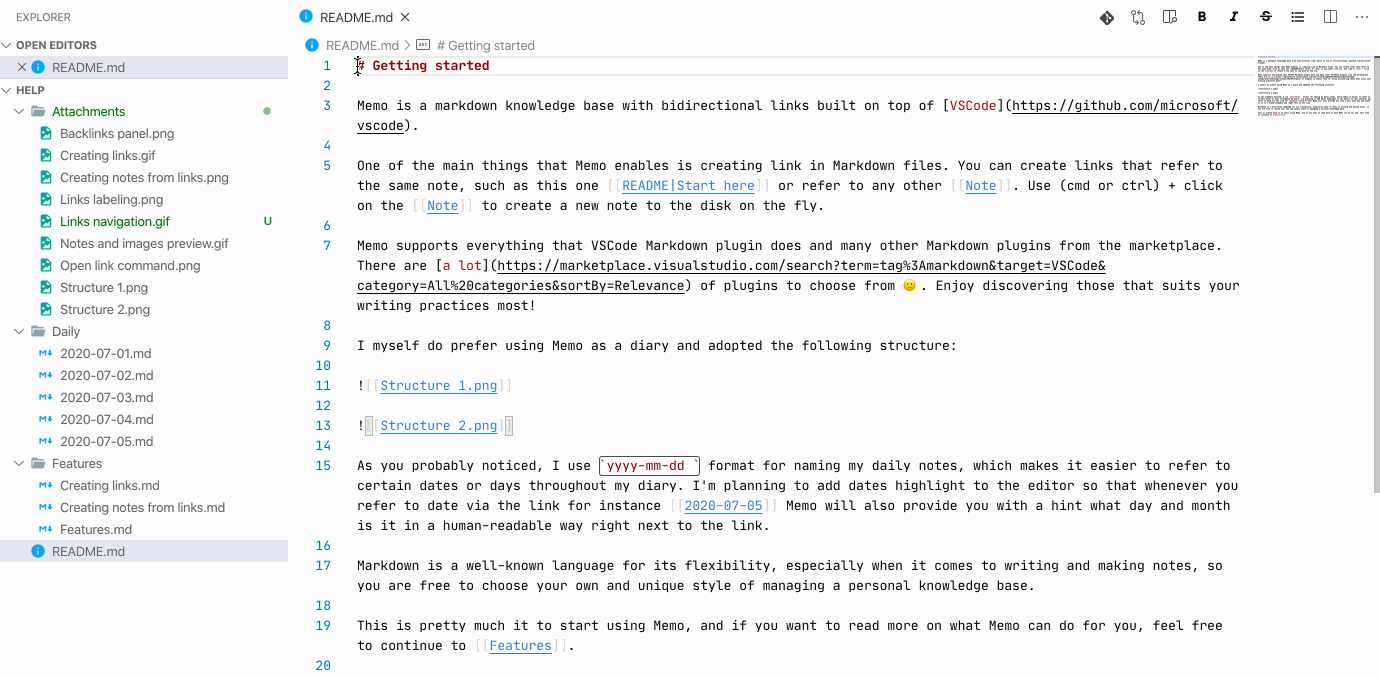 EXPLORER
OPEN EDITORS
README.md
HELP
Attachments
Backlinks panel.png
Creating links.gif
Creating notes from links.png
Links labeling.png
Links navigation.gif U
Notes and images preview.gif
Open link command.png
Structure 1.png
Structure 2.png
Daily
M 2020-07-01.md
M 2020-07-02.md
M 2020-07-03.md
M 2020-07-04.md
M 2020-07-05.md
Features
M Creating links.md
M Creating notes from links.md
M Features.md
README.md
README.md
B I S
README.md > abc # Getting started
1 # Getting started
2
3 Memo is a markdown knowledge base with bidirectional links built on top of [VSCode](https://github.com/microsoft/
vscode).
4
5 One of the main things that Memo enables is creating link in Markdown files. You can create links that refer to
the same note, such as this one [[README|Start here]] or refer to any other [[Note]]. Use (cmd or ctrl) + click
on the [[Note]] to create a new note to the disk on the fly.
6
7 Memo supports everything that VSCode Markdown plugin does and many other Markdown plugins from the marketplace.
There are [a lot](https://marketplace.visualstudio.com/search?term=tag%3Amarkdown&target=VSCode&
category=All%20categories&sortBy=Relevance) of plugins to choose from 😊. Enjoy discovering those that suits your
writing practices most!
8
9 I myself do prefer using Memo as a diary and adopted the following structure:
10
11 ![[Structure 1.png]]
12
13 ![[Structure 2.png]]
14
15 As you probably noticed, I use `yyyy-mm-dd ` format for naming my daily notes, which makes it easier to refer to
certain dates or days throughout my diary. I'm planning to add dates highlight to the editor so that whenever you
refer to date via the link for instance [[2020-07-05]] Memo will also provide you with a hint what day and month
is it in a human-readable way right next to the link.
16
17 Markdown is a well-known language for its flexibility, especially when it comes to writing and making notes, so
you are free to choose your own and unique style of managing a personal knowledge base.
18
19 This is pretty much it to start using Memo, and if you want to read more on what Memo can do for you, feel free
to continue to [[Features]].
20